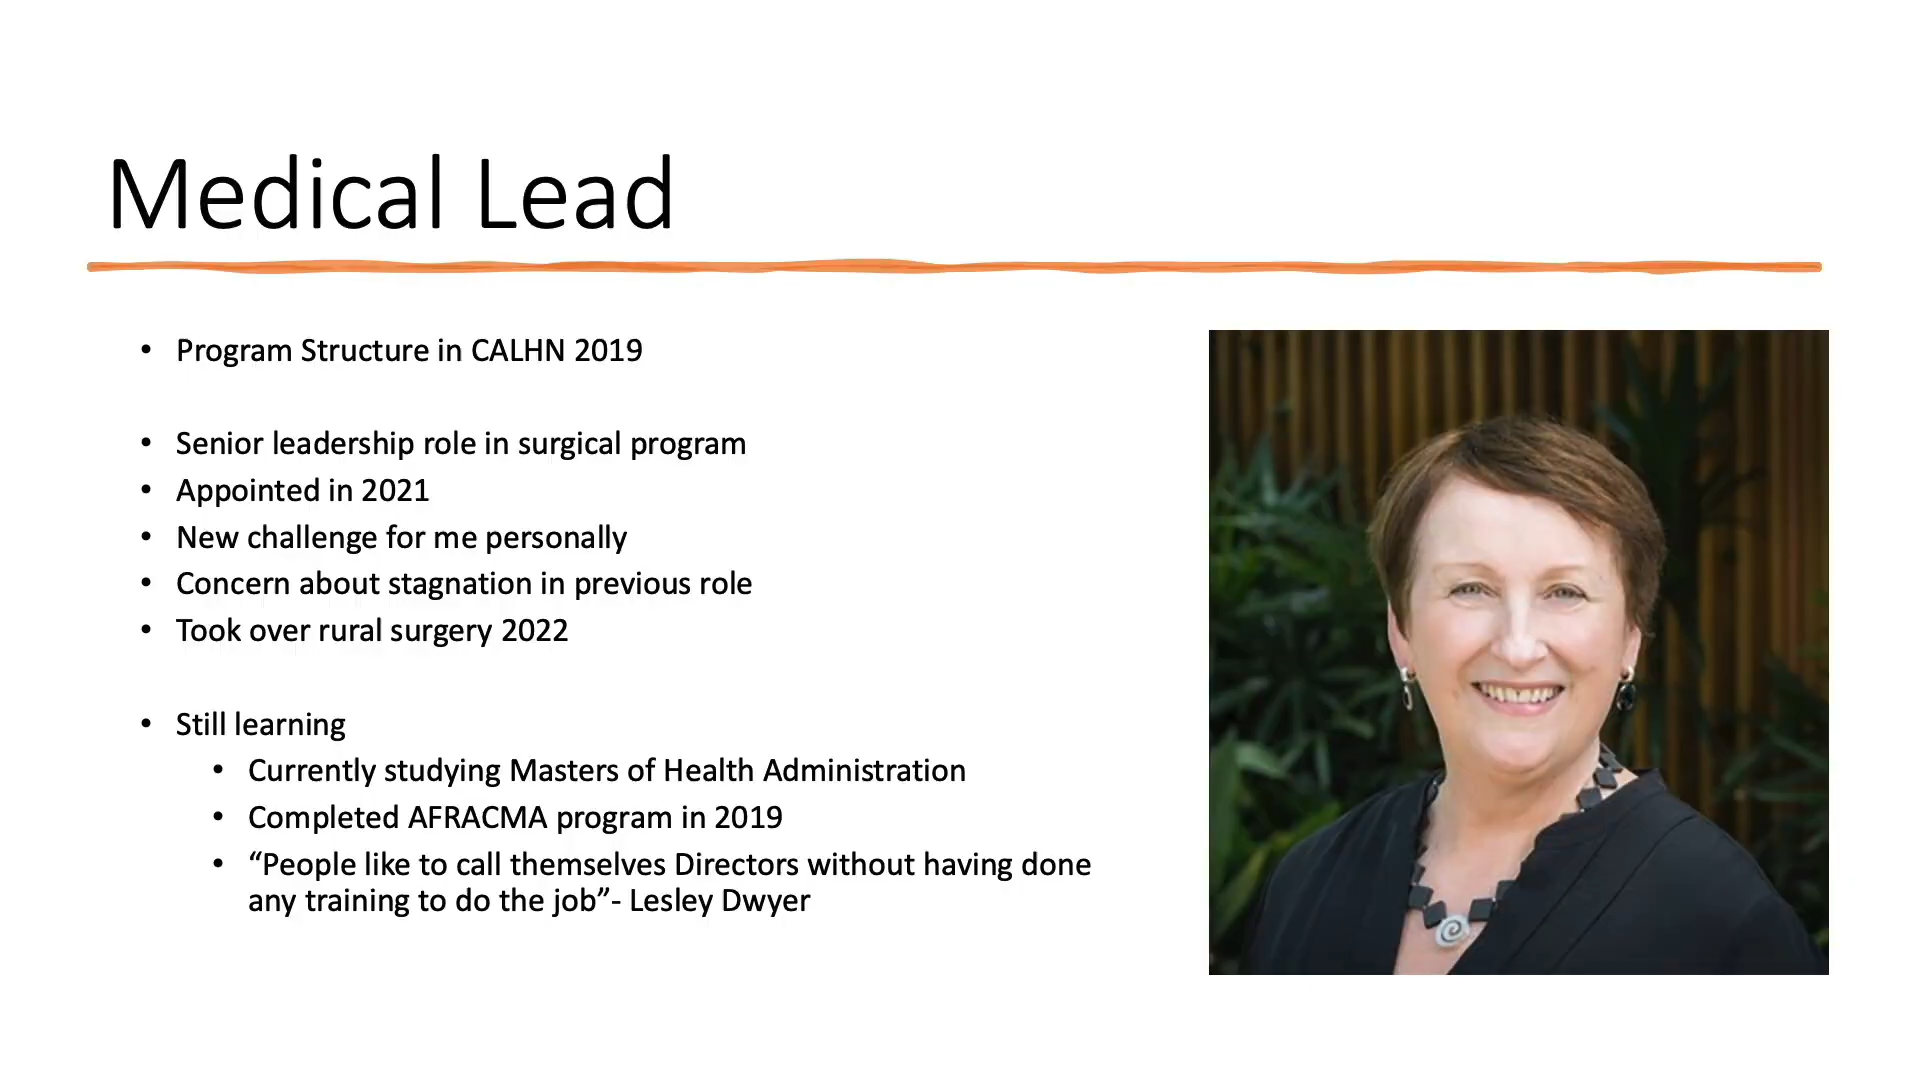 Medical Lead
• Program Structure in CALHN 2019
• Senior leadership role in surgical program
• Appointed in 2021
• New challenge for me personally
• Concern about stagnation in previous role
• Took over rural surgery 2022
• Still learning
• Currently studying Masters of Health Administration
• Completed AFRACMA program in 2019
• “People like to call themselves Directors without having done
any training to do the job”- Lesley Dwyer